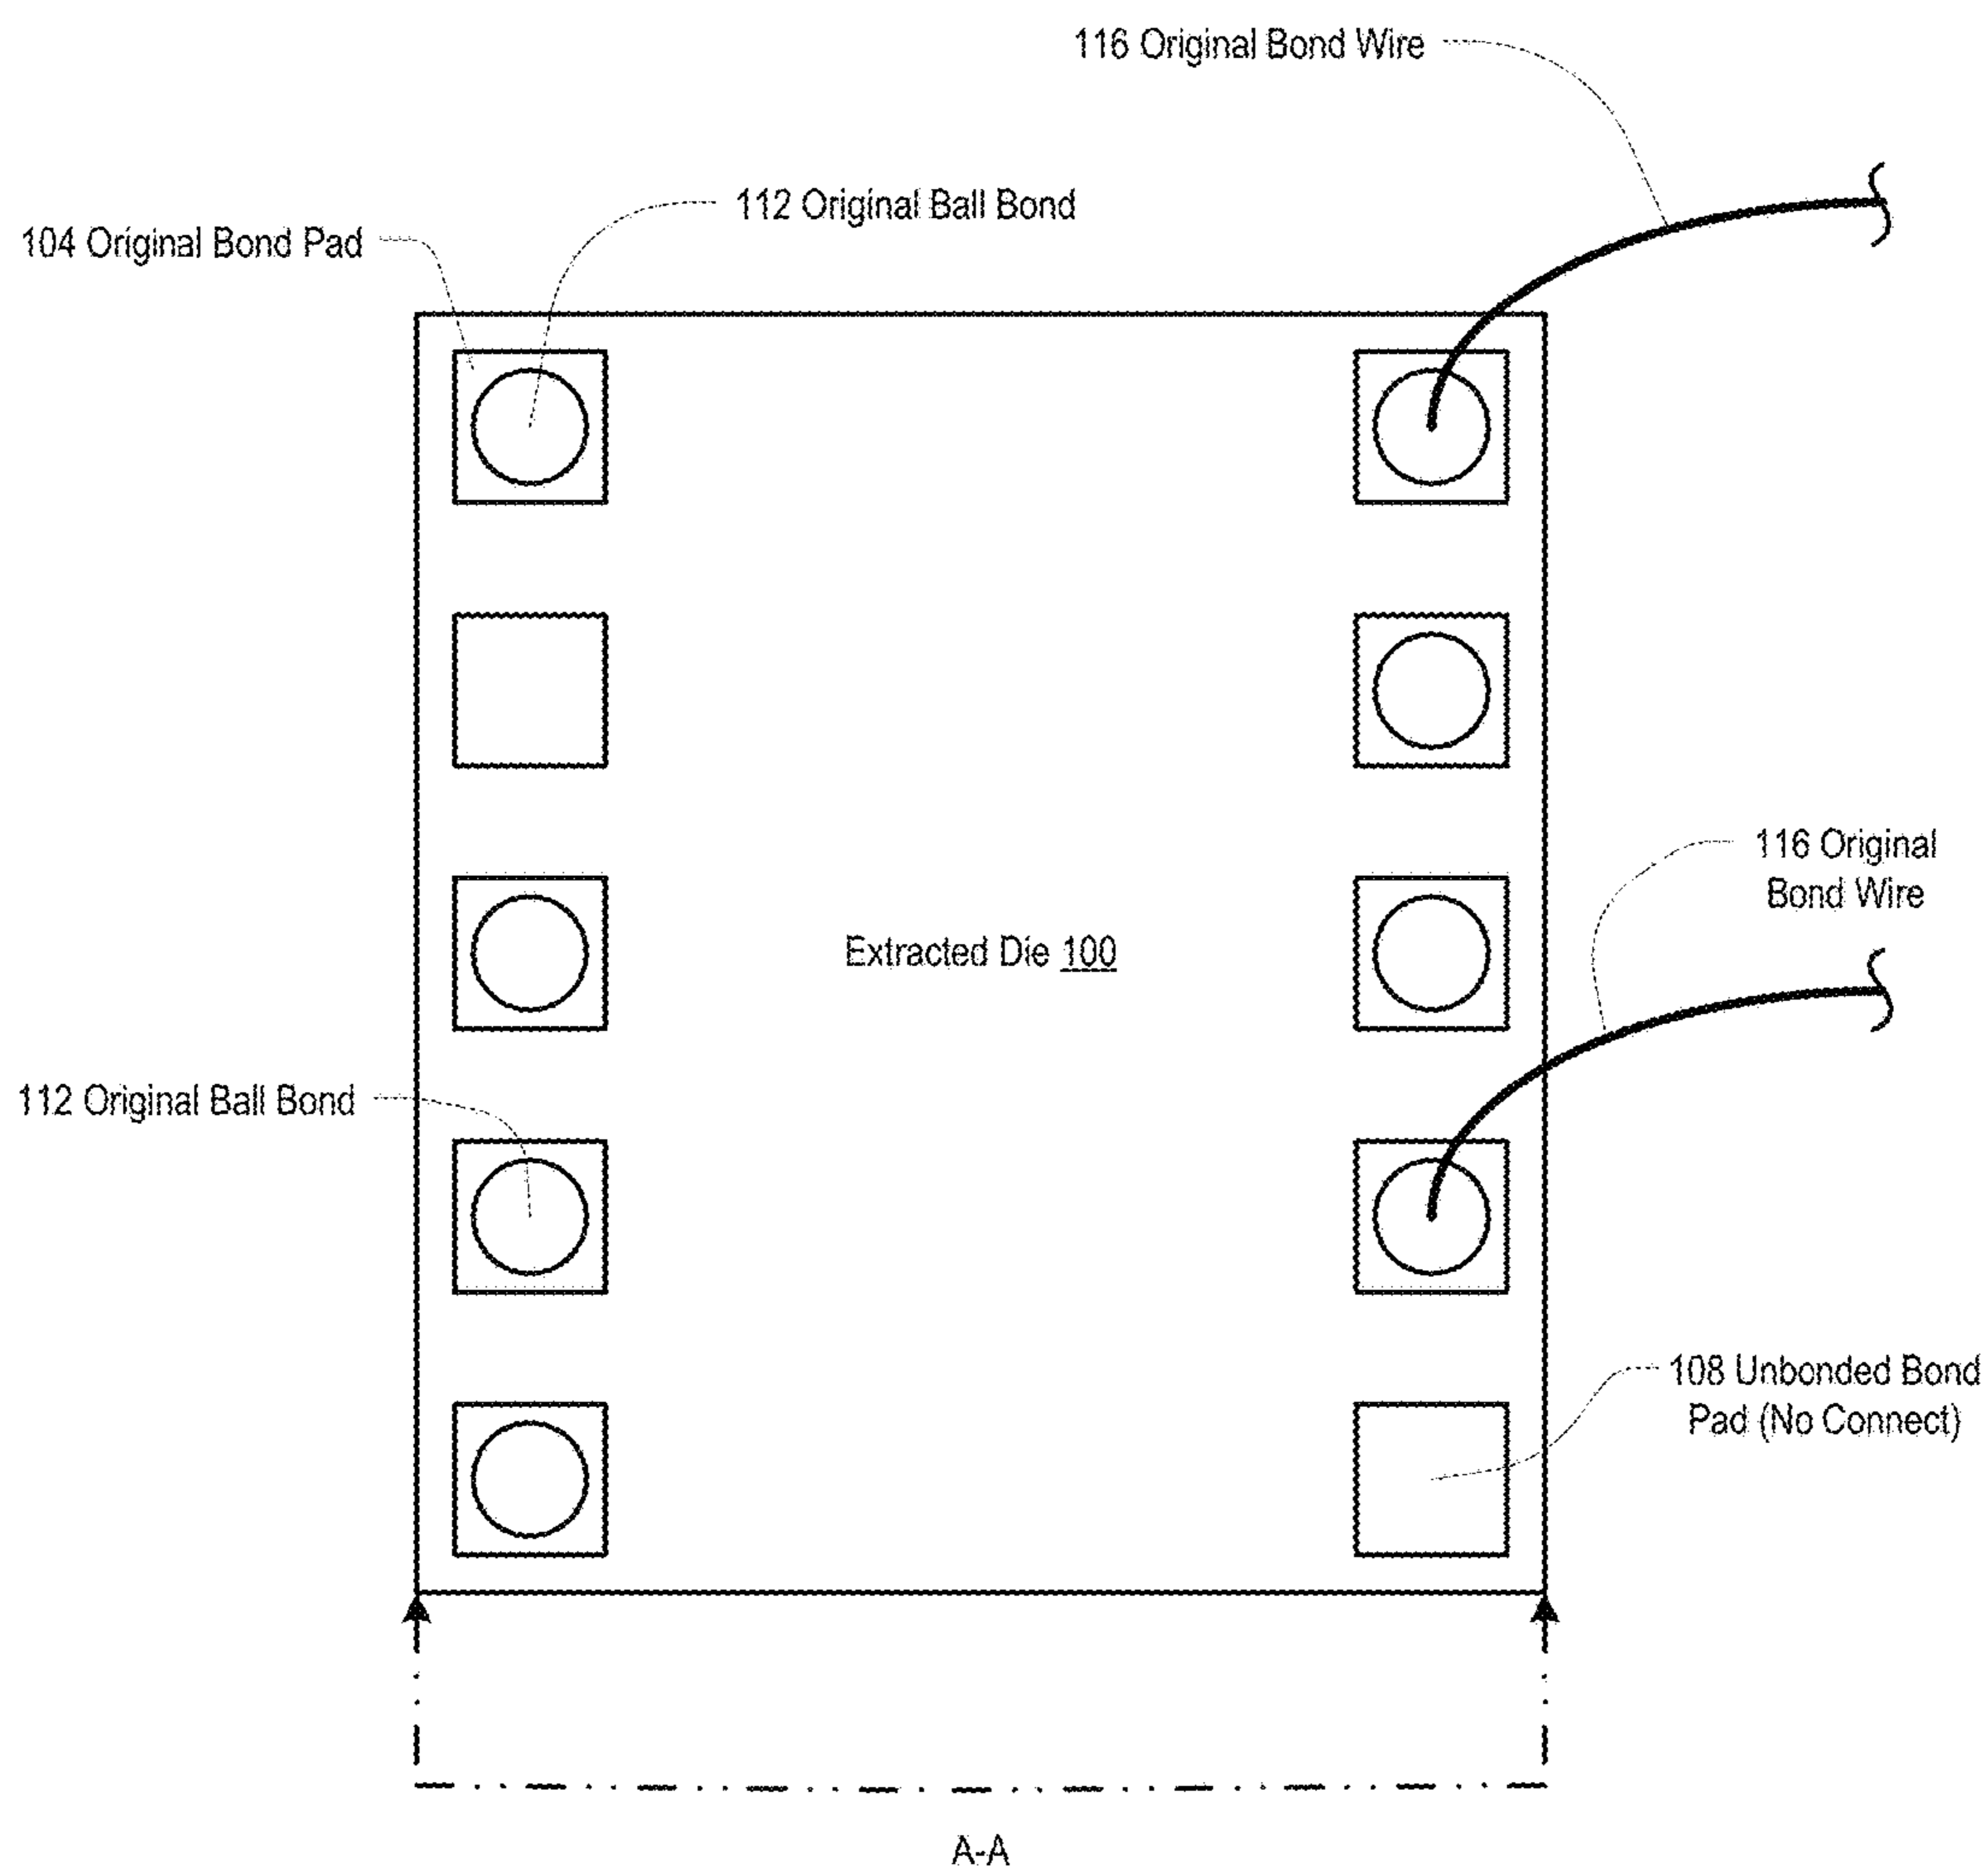 116 Original Bond Wire
112 Original Ball Bond
104 Original Bond Pad
116 Original
Bond Wire
Extracted Die 100
112 Original Ball Bond
108 Unbonded Bond
Pad (No Connect)
A-A